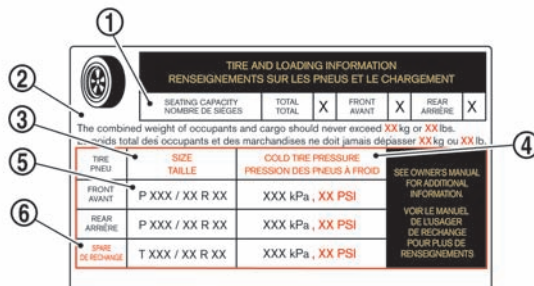 ①
TIRE AND LOADING INFORMATION
RENSEIGNEMENTS SUR LES PNEUS ET LE CHARGEMENT
②
SEATING CAPACITY
NOMBRE DE SIÈGES
TOTAL
TOTAL
X
FRONT
AVANT
X
REAR
ARRIÈRE
X
③
The combined weight of occupants and cargo should never exceed XX kg or XX lbs.
poids total des occupants et des marchandises ne doit jamais dépasser XX kg ou XX lb.
④
TIRE
PNEU
SIZE
TAILLE
COLD TIRE PRESSURE
PRESSION DES PNEUS À FROID
SEE OWNER'S MANUAL
FOR ADDITIONAL
INFORMATION.
VOIR LE MANUEL
DE L'USAGER
DE RECHANGE
POUR PLUS DE
RENSEIGNEMENTS
⑤
FRONT
AVANT
P XXX / XX R XX
XXX kPa , XX PSI
REAR
ARRIÈRE
P XXX / XX R XX
XXX kPa , XX PSI
⑥
SPARE
DE RECHANGE
T XXX / XX R XX
XXX kPa , XX PSI